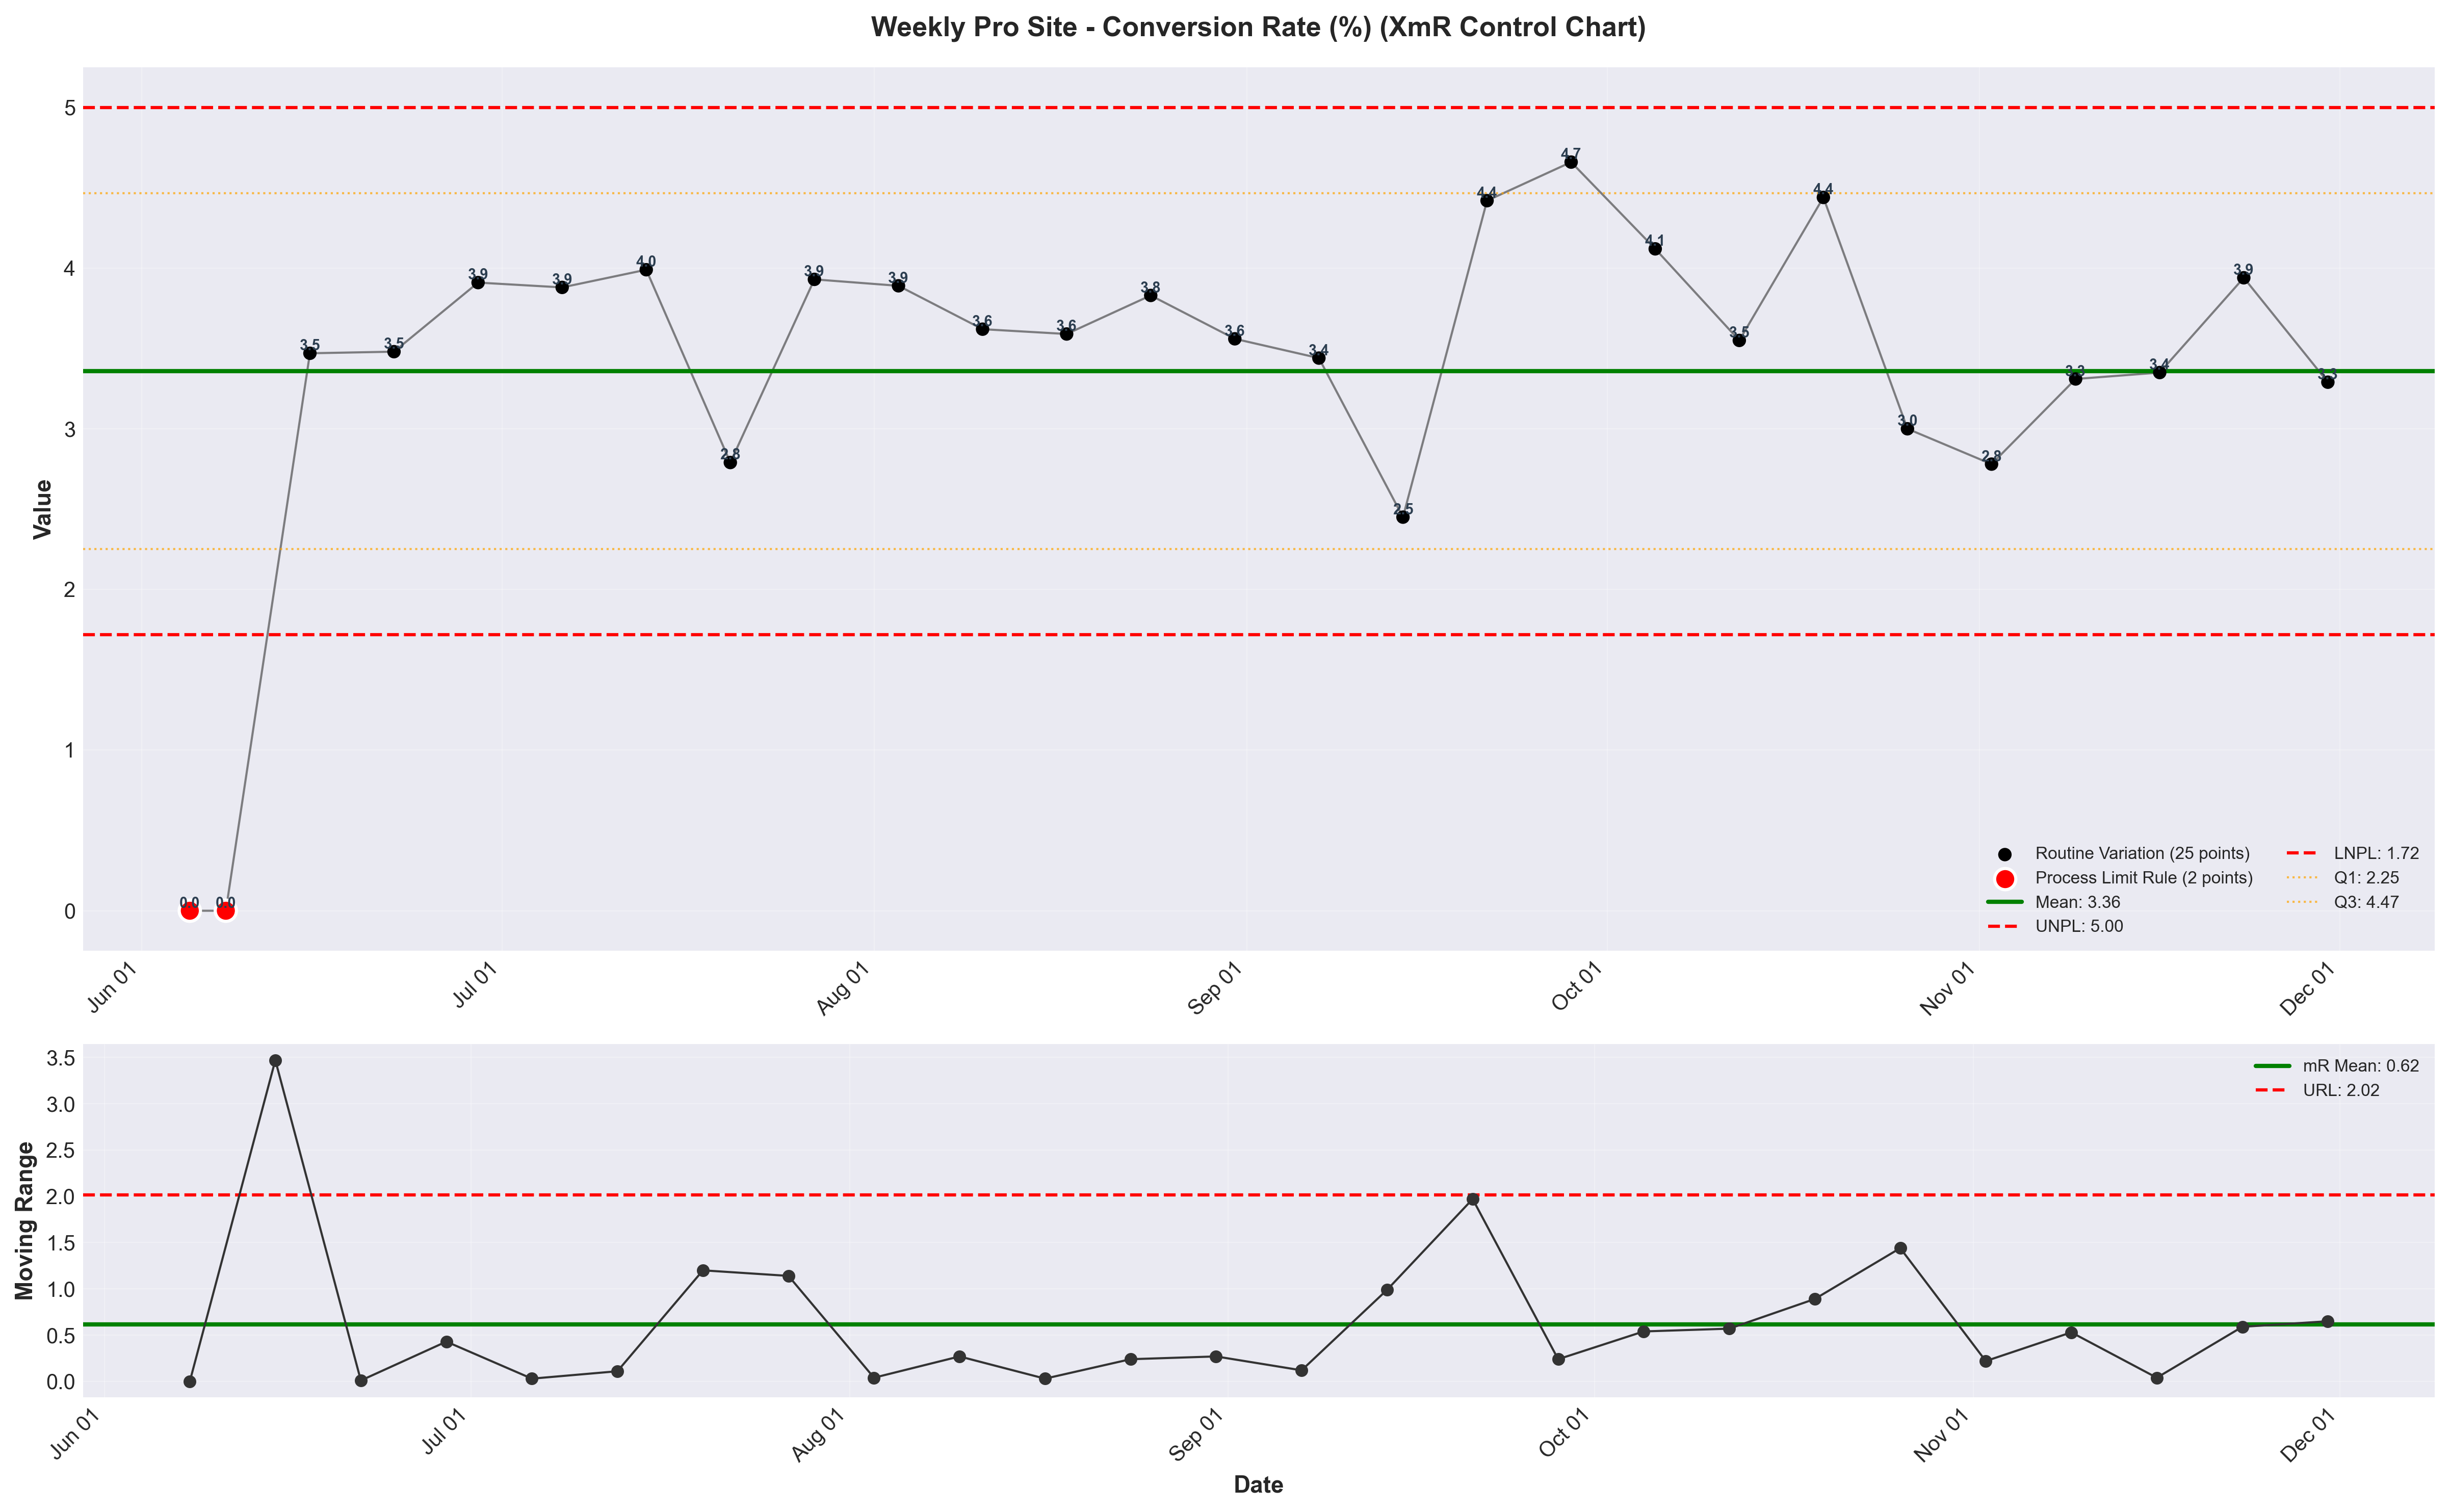 Weekly Pro Site - Conversion Rate (%) (XmR Control Chart)
Value
5
4
3
2
1
0
0.0 0.0 3.5 3.5 3.9 3.9 4.0 2.8 3.9 3.9 3.6 3.6 3.8 3.6 3.4 2.5 4.4 4.7 4.1 3.5 4.4 3.0 2.8 3.3 3.4 3.9 3.3
Routine Variation (25 points)
Process Limit Rule (2 points)
Mean: 3.36
UNPL: 5.00
LNPL: 1.72
Q1: 2.25
Q3: 4.47
Jun 01 Jul 01 Aug 01 Sep 01 Oct 01 Nov 01 Dec 01
Moving Range
3.5
3.0
2.5
2.0
1.5
1.0
0.5
0.0
mR Mean: 0.62
URL: 2.02
Jun 01 Jul 01 Aug 01 Sep 01 Oct 01 Nov 01 Dec 01
Date